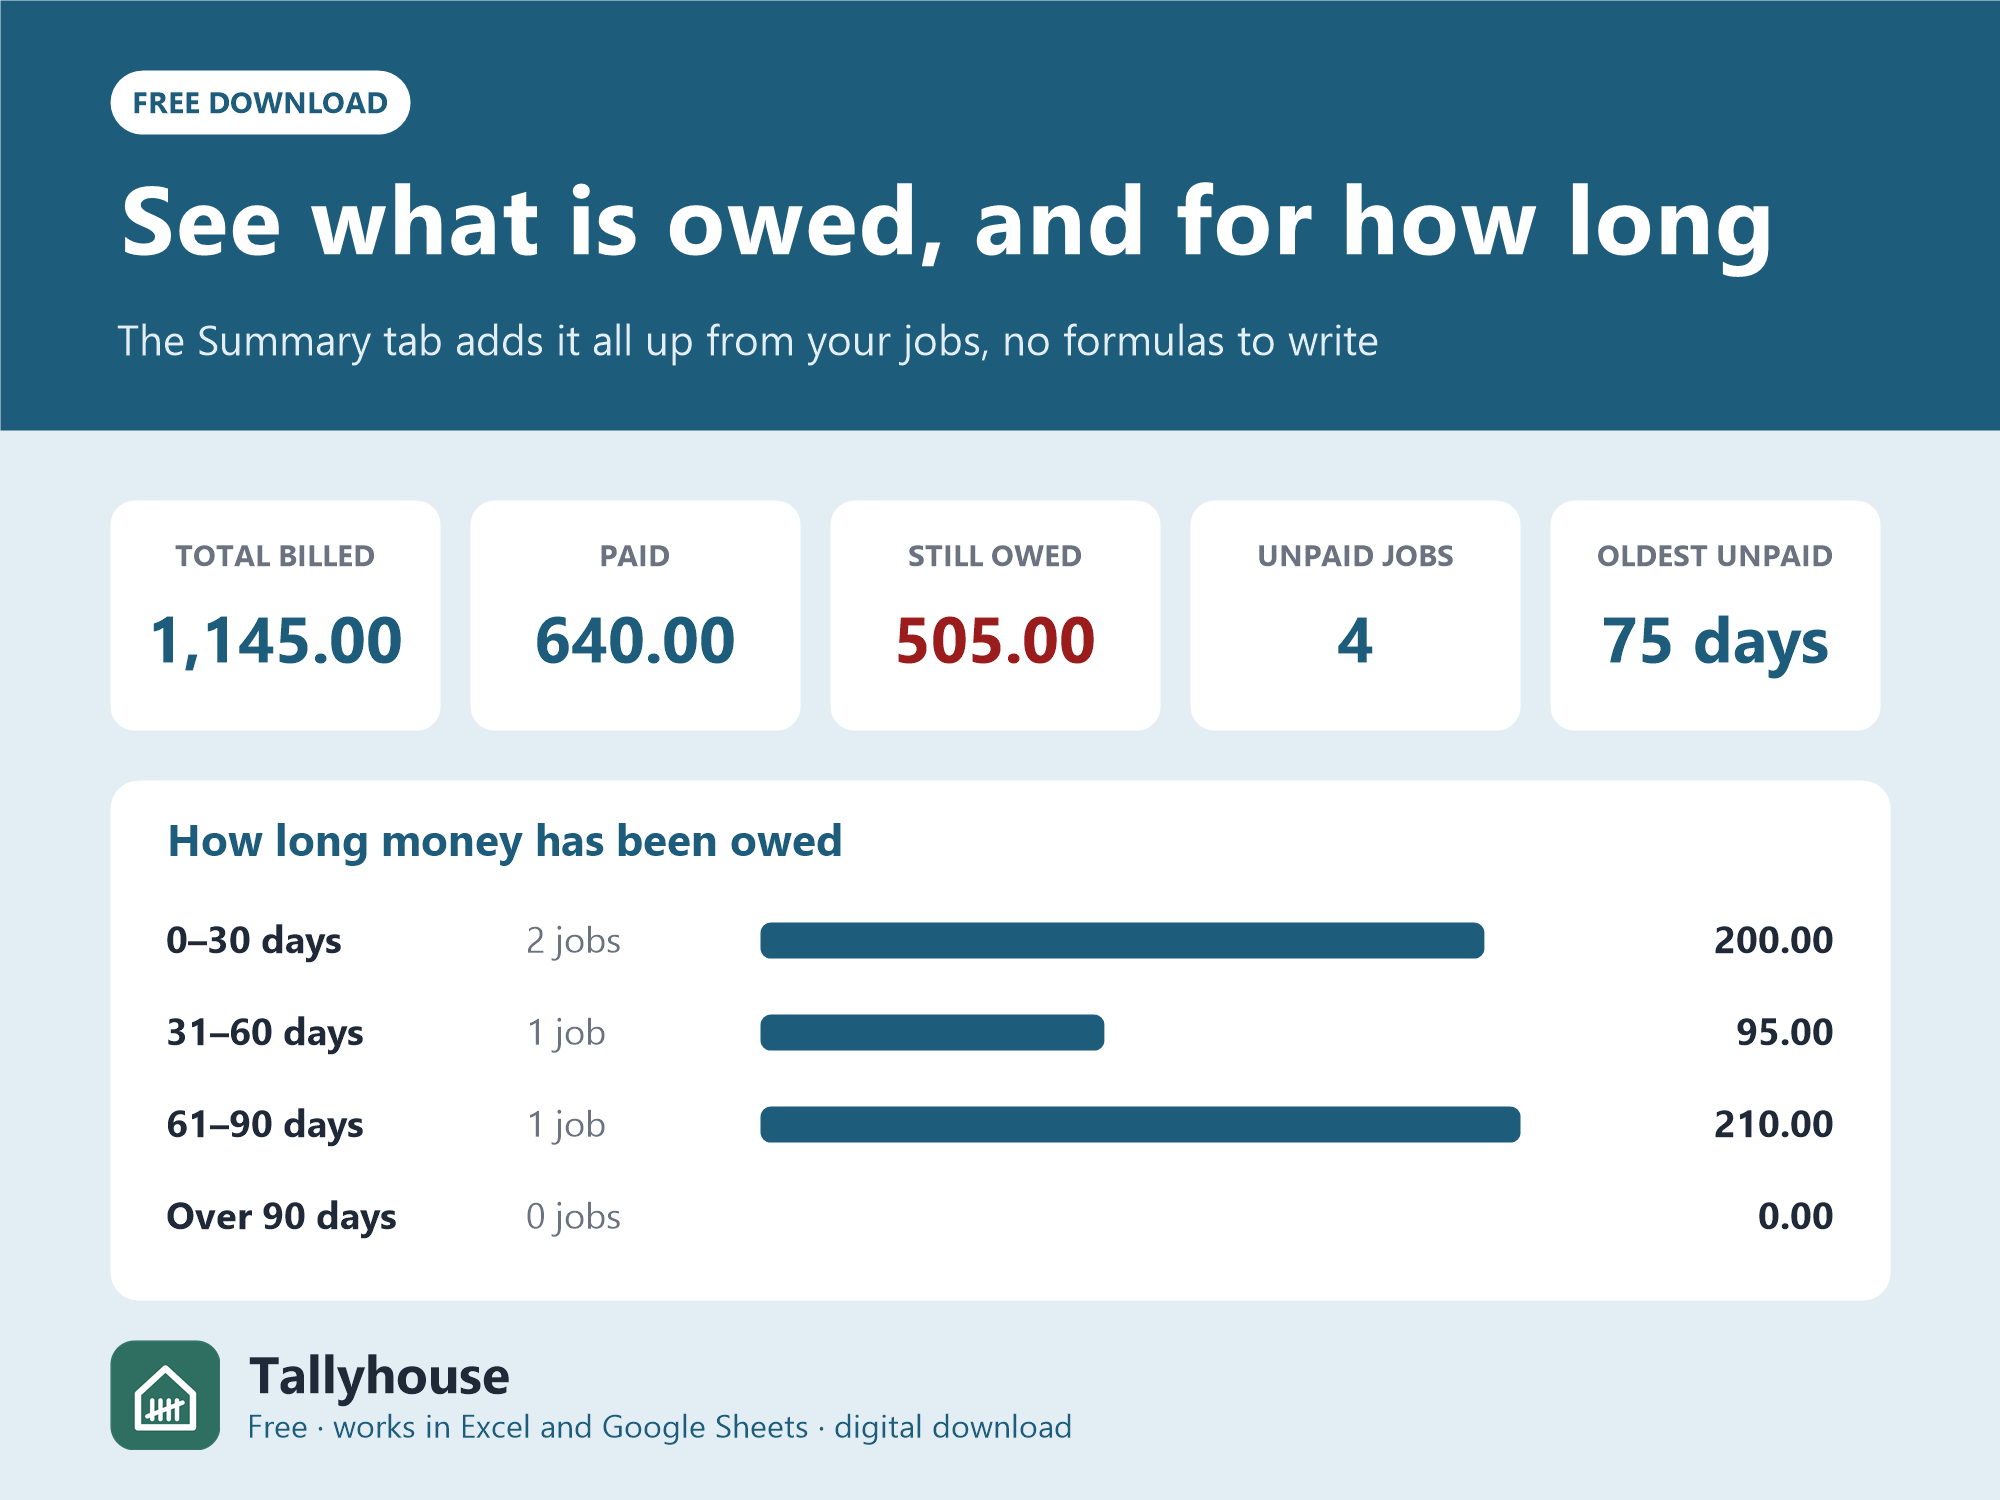 FREE DOWNLOAD
See what is owed, and for how long
The Summary tab adds it all up from your jobs, no formulas to write
TOTAL BILLED
1,145.00
PAID
640.00
STILL OWED
505.00
UNPAID JOBS
4
OLDEST UNPAID
75 days
How long money has been owed
0–30 days 2 jobs 200.00
31–60 days 1 job 95.00
61–90 days 1 job 210.00
Over 90 days 0 jobs 0.00
Tallyhouse
Free · works in Excel and Google Sheets · digital download